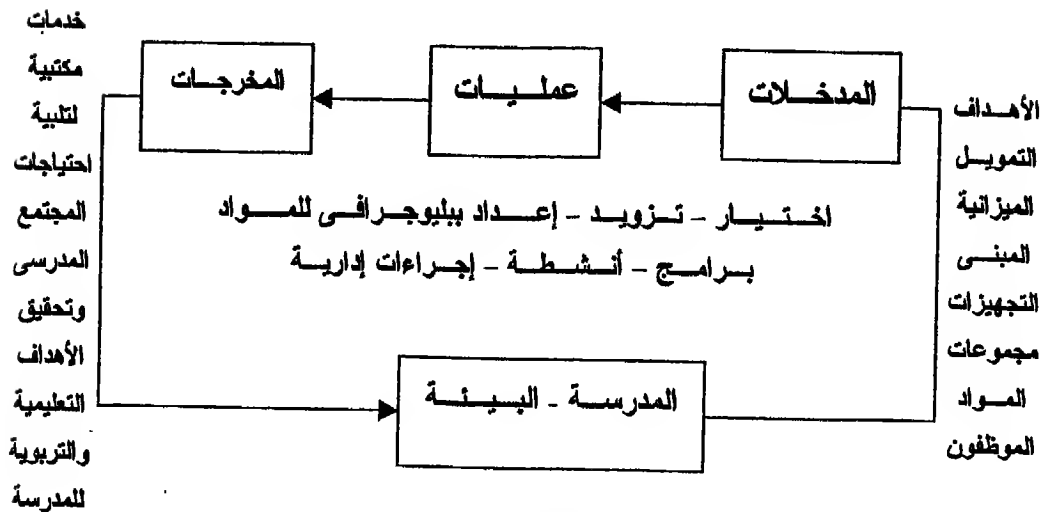 المدخلات
عمليات
المخرجات
الأهداف
التمويل
الميزانية
المبنى
التجهيزات
مجموعات
المواد
الموظفون
اختيار - تزويد - إعداد ببليوجرافى للمواد
برامج - أنشطة - إجراءات إدارية
خدمات
مكتبية
لتلبية
احتياجات
المجتمع
المدرسى
وتحقيق
الأهداف
التعليمية
والتربوية
للمدرسة
المدرسة - البيئة